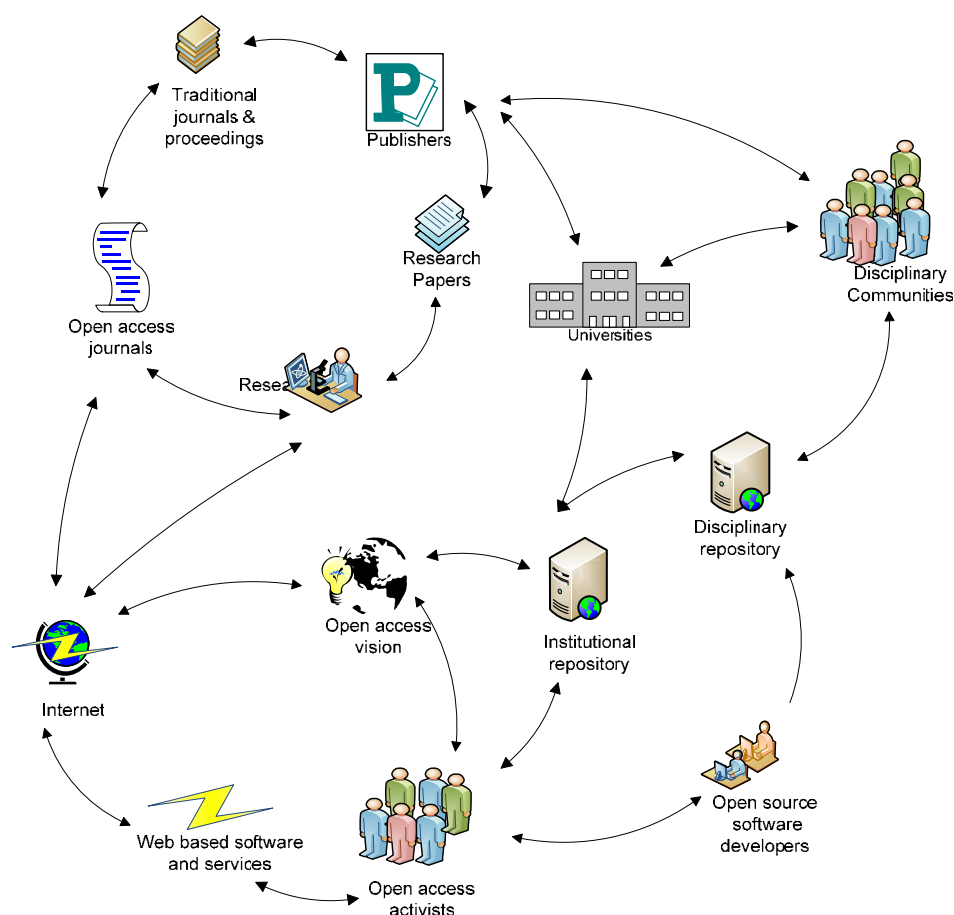 Traditional
journals &
proceedings
P
Publishers
Research
Papers
Disciplinary
Communities
Open access
journals
Universities
Disciplinary
repository
Open access
vision
Institutional
repository
Internet
Open source
software
developers
Web based software
and services
Open access
activists